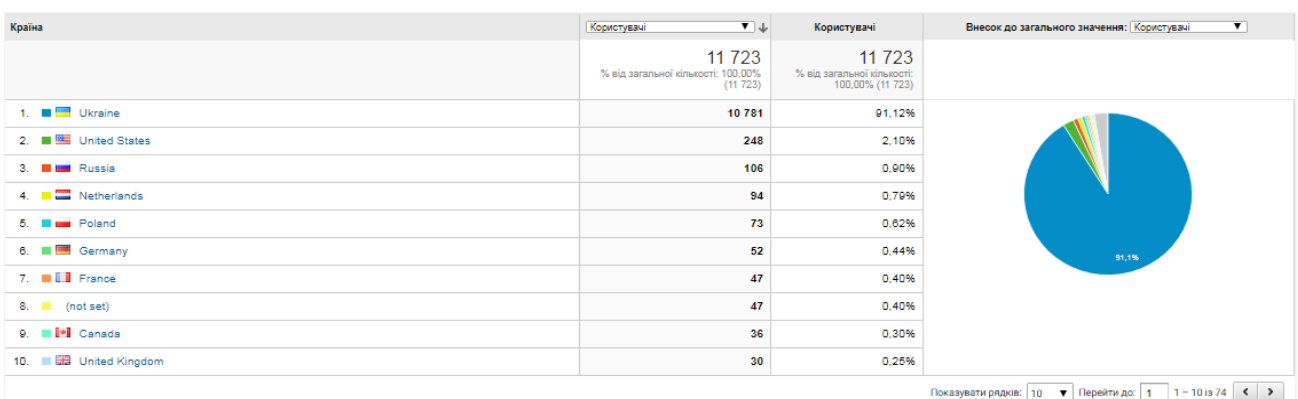 Країна Користувачі Користувачі Внесок до загального значення: Користувачі
11 723 11 723
% від загальної кількості: 100,00% % від загальної кількості:
(11 723) 100,00% (11 723)
1. Ukraine 10 781 91,12%
2. United States 248 2,10%
3. Russia 106 0,90%
4. Netherlands 94 0,79%
5. Poland 73 0,62%
6. Germany 52 0,44%
7. France 47 0,40%
8. (not set) 47 0,40%
9. Canada 36 0,30%
10. United Kingdom 30 0,25%
91,1%
Показувати рядків: 10 Перейти до: 1 1 – 10 із 74